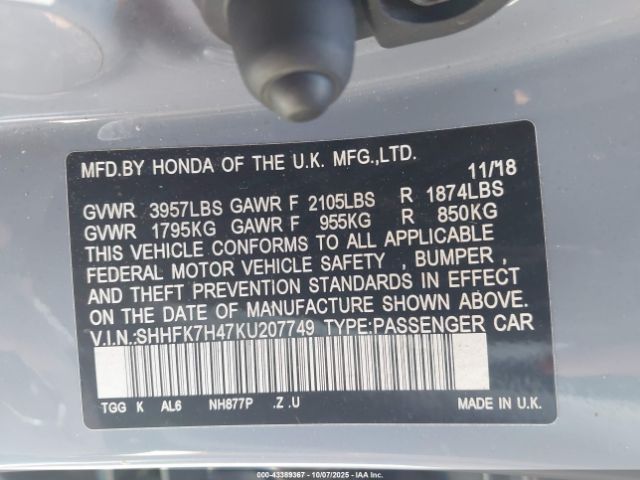 MFD.BY HONDA OF THE U.K. MFG.,LTD.
11/'18
GVWR 3957LBS GAWR F 2105LBS R 1874LBS
GVWR 1795KG GAWR F 955KG R 850KG
THIS VEHICLE CONFORMS TO ALL APPLICABLE
FEDERAL MOTOR VEHICLE SAFETY , BUMPER ,
AND THEFT PREVENTION STANDARDS IN EFFECT
ON THE DATE OF MANUFACTURE SHOWN ABOVE.
V.I.N.:SHHFK7H47KU207749 TYPE:PASSENGER CAR
TGG K AL6 NH877P .Z .U MADE IN U.K.
000-43389367 - 10/07/2025 - IAA Inc.